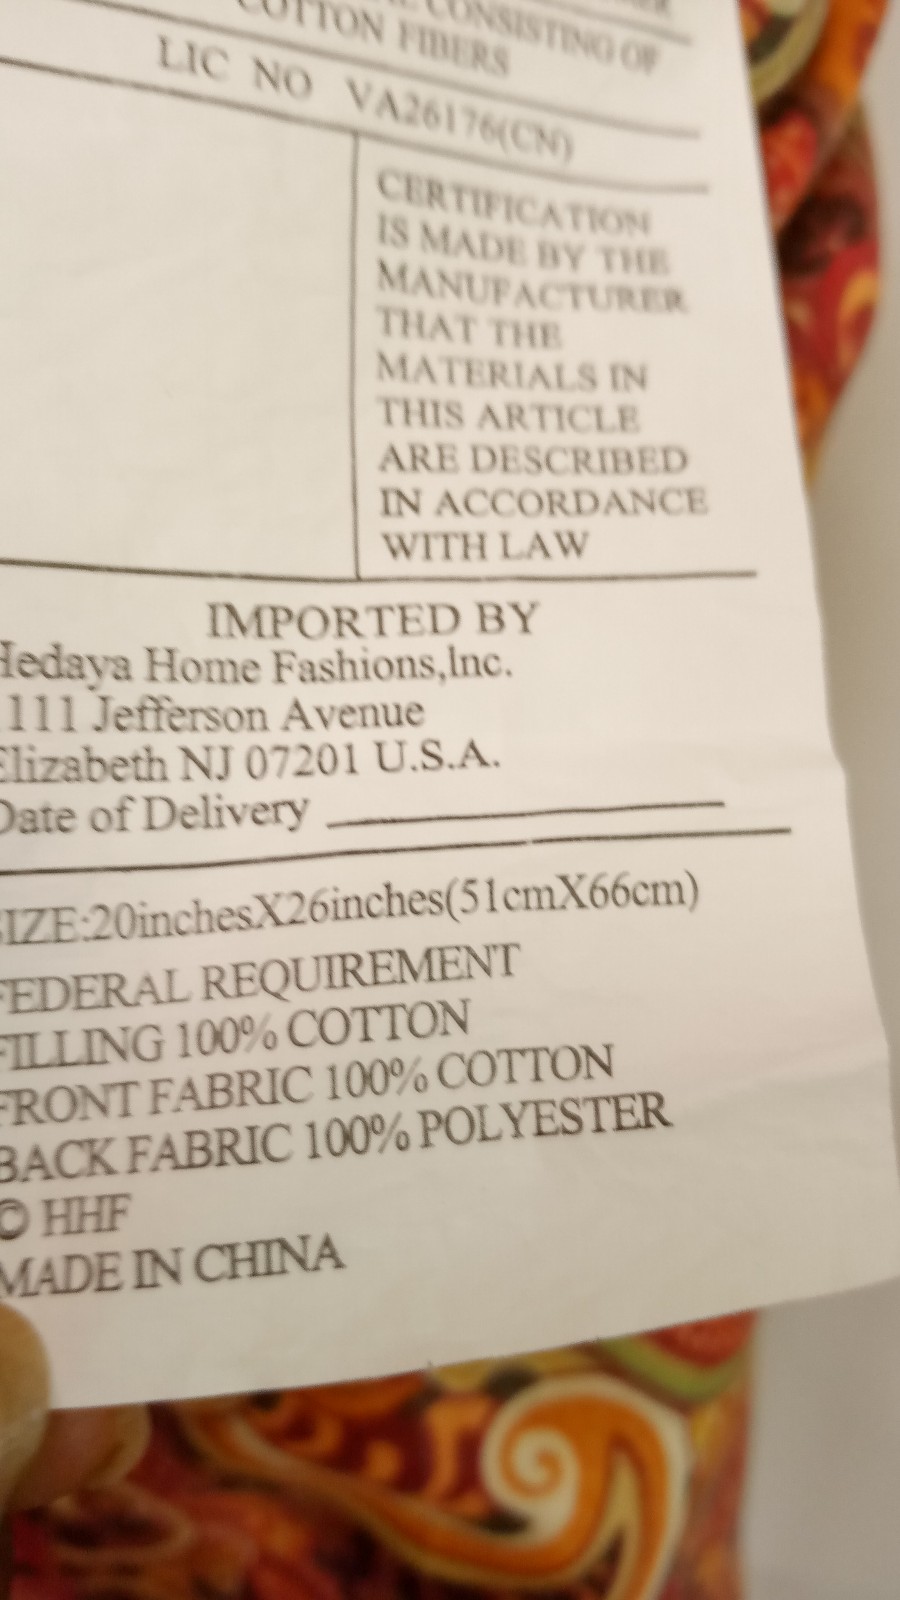 CONSISTING OF
COTTON FIBERS
LIC NO VA26176(CN)
CERTIFICATION
IS MADE BY THE
MANUFACTURER
THAT THE
MATERIALS IN
THIS ARTICLE
ARE DESCRIBED
IN ACCORDANCE
WITH LAW
IMPORTED BY
Hedaya Home Fashions,Inc.
1111 Jefferson Avenue
Elizabeth NJ 07201 U.S.A.
Date of Delivery
SIZE:20inchesX26inches(51cmX66cm)
FEDERAL REQUIREMENT
FILLING 100% COTTON
FRONT FABRIC 100% COTTON
BACK FABRIC 100% POLYESTER
© HHF
MADE IN CHINA